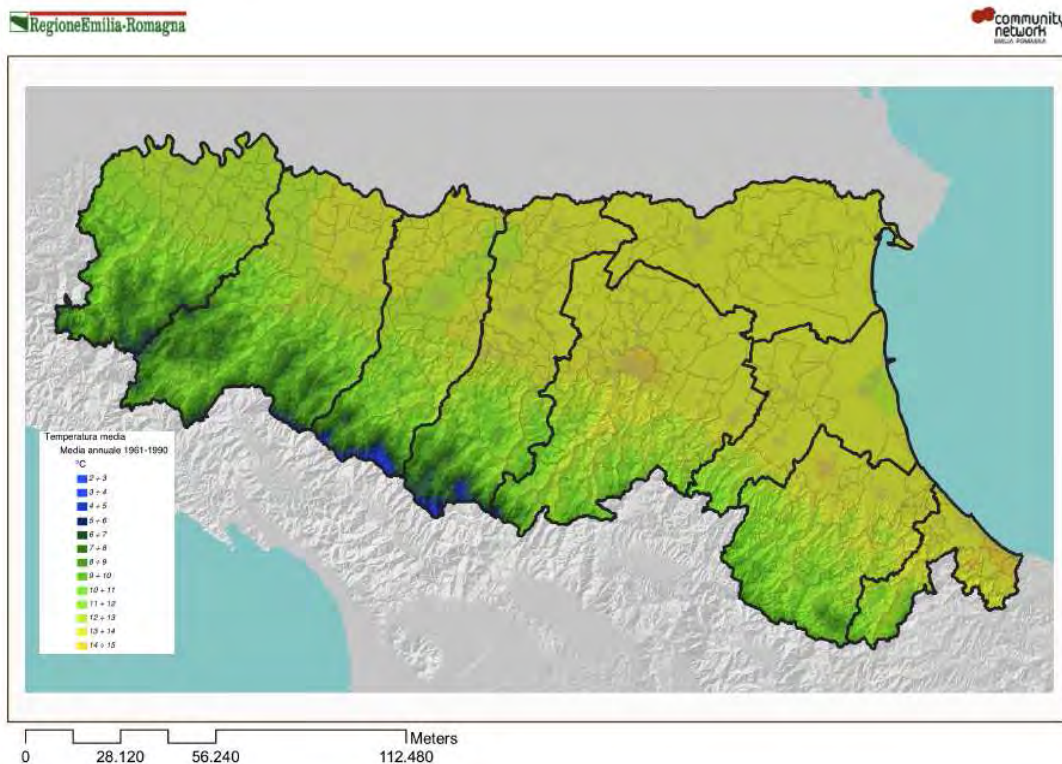 RegioneEmilia-Romagna
community
network
EMILIA-ROMAGNA
Temperatura media
Media annuale 1961-1990
°C
2 ÷ 3
3 ÷ 4
4 ÷ 5
5 ÷ 6
6 ÷ 7
7 ÷ 8
8 ÷ 9
9 ÷ 10
10 ÷ 11
11 ÷ 12
12 ÷ 13
13 ÷ 14
14 ÷ 15
Meters
0 28.120 56.240 112.480